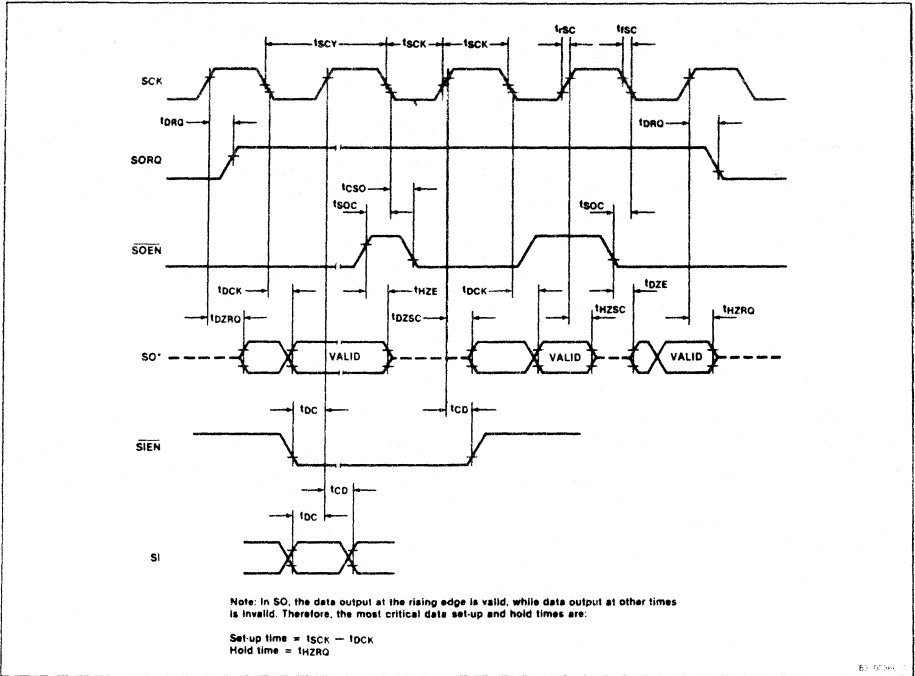 tSCY
tSCK
tSCK
trSC
tfSC
SCK
tDRQ
tDRQ
SORQ
tCSO
tSOC
tSOC
SOEN
tDCK
tHZE
tDCK
tDZE
tDZRQ
tDZSC
tHZSC
tHZRQ
SO*
VALID
VALID
VALID
tDC
tCD
SIEN
tCD
tDC
SI
Note: In SO, the data output at the rising edge is valid, while data output at other times
is invalid. Therefore, the most critical data set-up and hold times are:
Set-up time = tSCK — tDCK
Hold time = tHZRQ